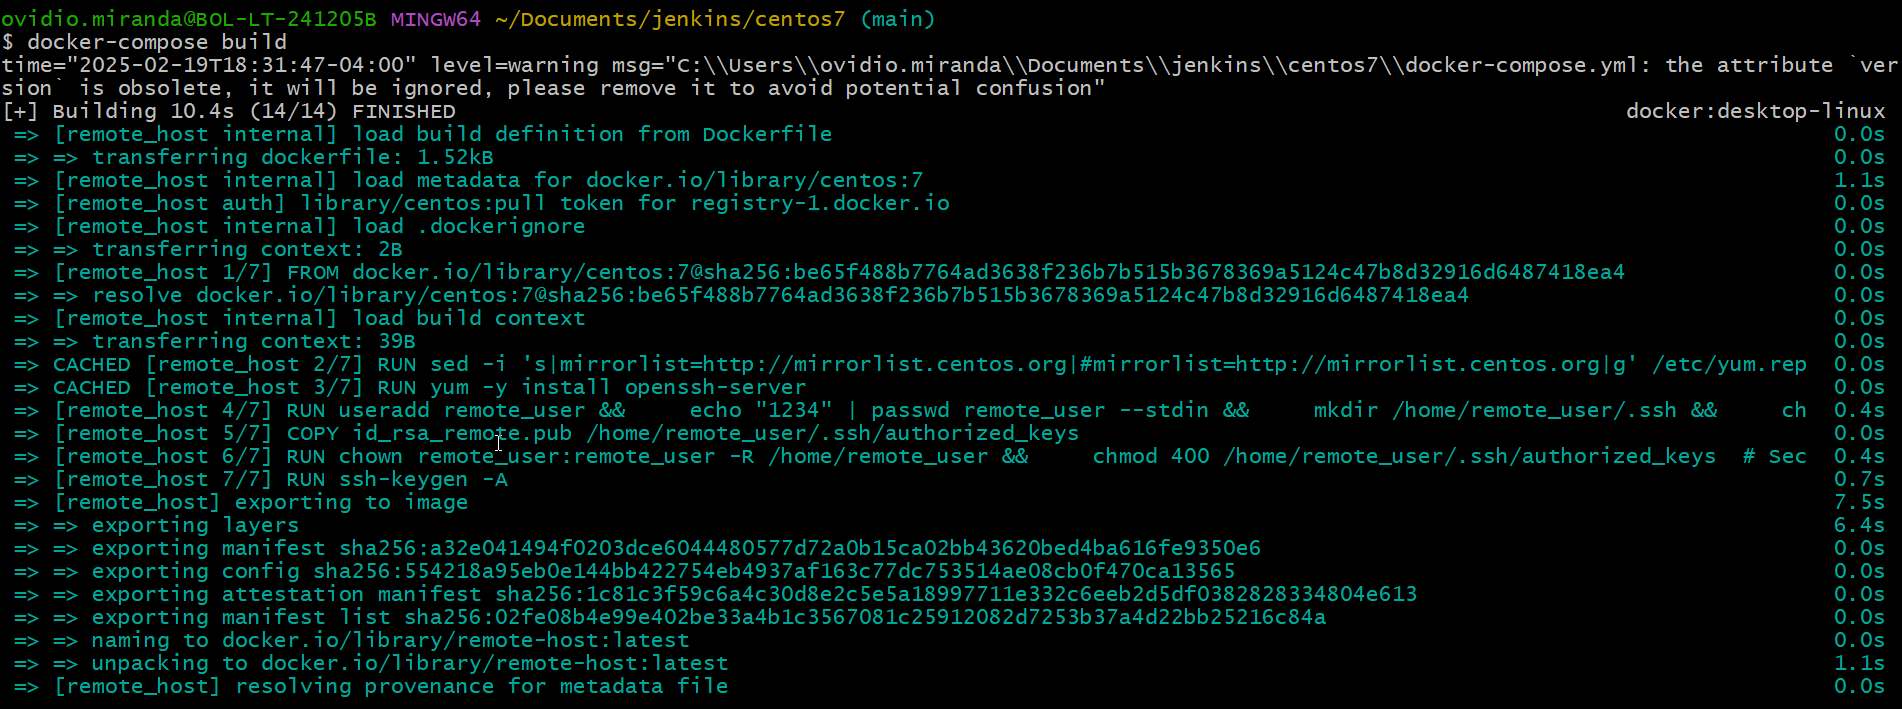 ovidio.miranda@BOL-LT-241205B MINGW64 ~/Documents/jenkins/centos7 (main)
$ docker-compose build
time="2025-02-19T18:31:47-04:00" level=warning msg="C:\\Users\\ovidio.miranda\\Documents\\jenkins\\centos7\\docker-compose.yml: the attribute `ver
sion` is obsolete, it will be ignored, please remove it to avoid potential confusion"
[+] Building 10.4s (14/14) FINISHED docker:desktop-linux
=> [remote_host internal] load build definition from Dockerfile 0.0s
=> => transferring dockerfile: 1.52kB 0.0s
=> [remote_host internal] load metadata for docker.io/library/centos:7 1.1s
=> [remote_host auth] library/centos:pull token for registry-1.docker.io 0.0s
=> [remote_host internal] load .dockerignore 0.0s
=> => transferring context: 2B 0.0s
=> [remote_host 1/7] FROM docker.io/library/centos:7@sha256:be65f488b7764ad3638f236b7b515b3678369a5124c47b8d32916d6487418ea4 0.0s
=> => resolve docker.io/library/centos:7@sha256:be65f488b7764ad3638f236b7b515b3678369a5124c47b8d32916d6487418ea4 0.0s
=> [remote_host internal] load build context 0.0s
=> => transferring context: 39B 0.0s
=> CACHED [remote_host 2/7] RUN sed -i 's|mirrorlist=http://mirrorlist.centos.org|#mirrorlist=http://mirrorlist.centos.org|g' /etc/yum.rep 0.0s
=> CACHED [remote_host 3/7] RUN yum -y install openssh-server 0.0s
=> [remote_host 4/7] RUN useradd remote_user && echo "1234" | passwd remote_user --stdin && mkdir /home/remote_user/.ssh && ch 0.4s
=> [remote_host 5/7] COPY id_rsa_remote.pub /home/remote_user/.ssh/authorized_keys 0.0s
=> [remote_host 6/7] RUN chown remote_user:remote_user -R /home/remote_user && chmod 400 /home/remote_user/.ssh/authorized_keys # Sec 0.4s
=> [remote_host 7/7] RUN ssh-keygen -A 0.7s
=> [remote_host] exporting to image 7.5s
=> => exporting layers 6.4s
=> => exporting manifest sha256:a32e041494f0203dce6044480577d72a0b15ca02bb43620bed4ba616fe9350e6 0.0s
=> => exporting config sha256:554218a95eb0e144bb422754eb4937af163c77dc753514ae08cb0f470ca13565 0.0s
=> => exporting attestation manifest sha256:1c81c3f59c6a4c30d8e2c5e5a18997711e332c6eeb2d5df0382828334804e613 0.0s
=> => exporting manifest list sha256:02fe08b4e99e402be33a4b1c3567081c25912082d7253b37a4d22bb25216c84a 0.0s
=> => naming to docker.io/library/remote-host:latest 0.0s
=> => unpacking to docker.io/library/remote-host:latest 1.1s
=> [remote_host] resolving provenance for metadata file 0.0s